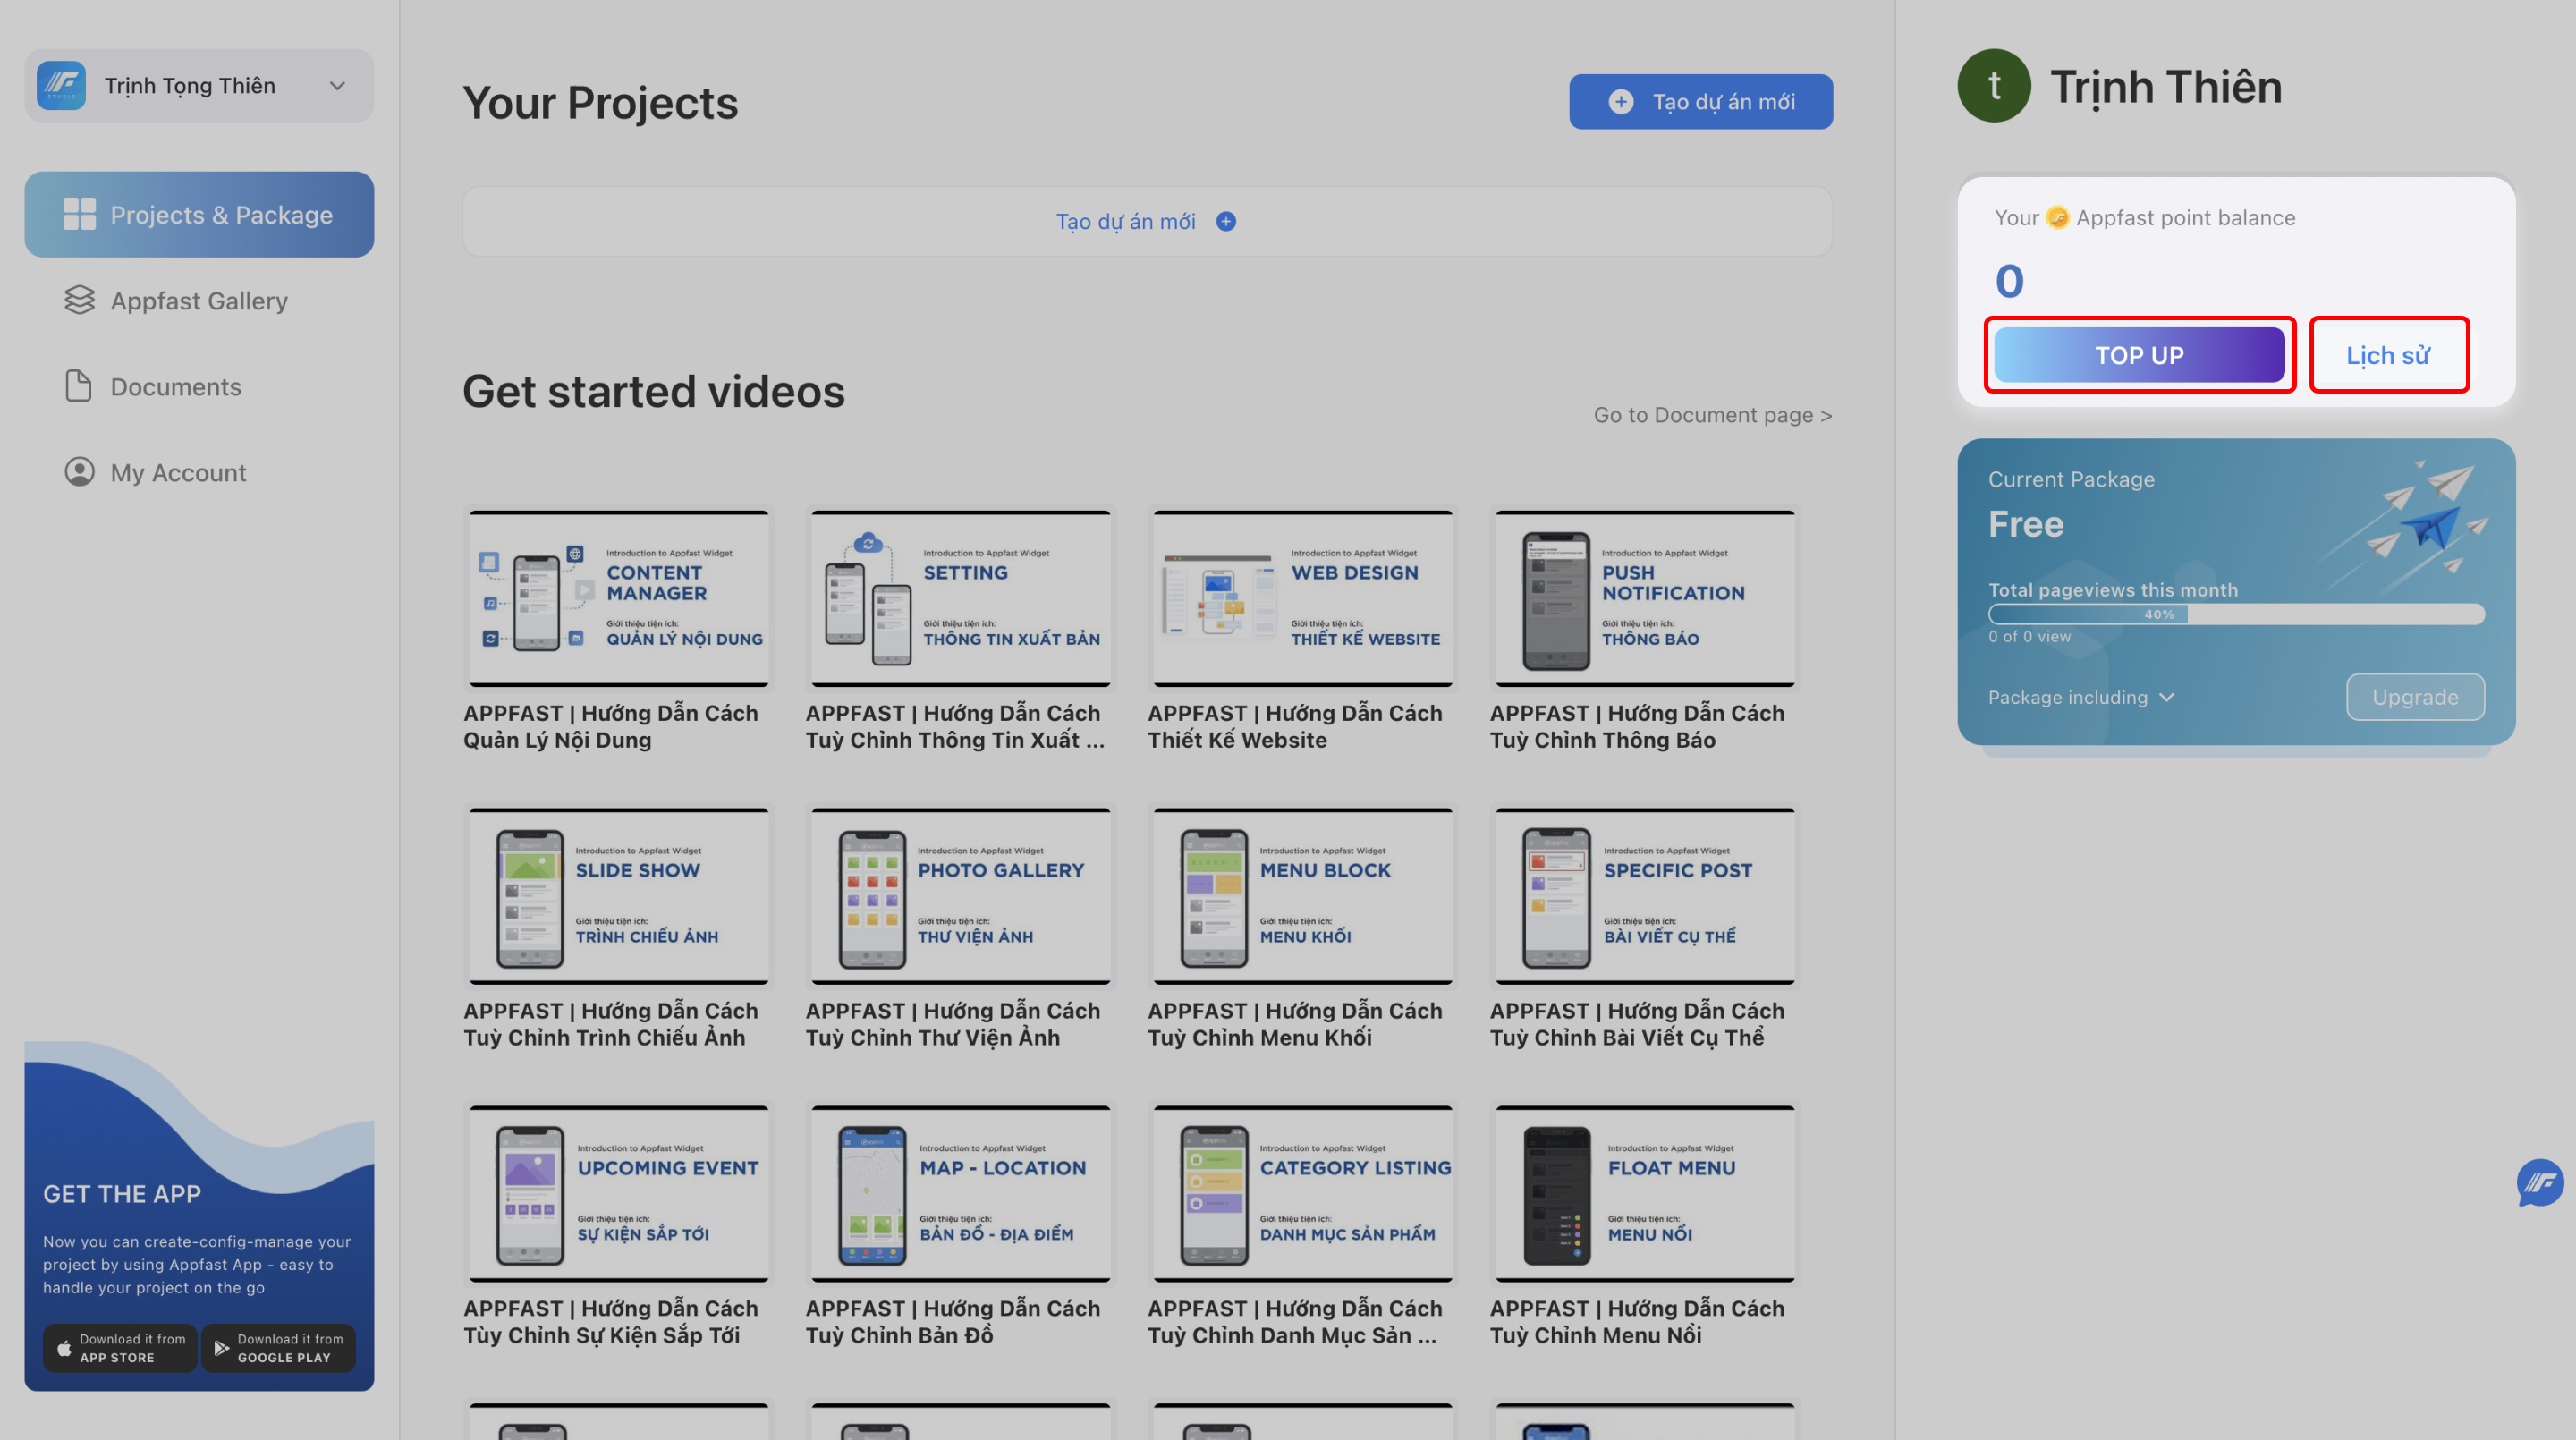 Trịnh Tọng Thiên
Projects & Package
Appfast Gallery
Documents
My Account
GET THE APP
Now you can create-config-manage your
project by using Appfast App - easy to
handle your project on the go
Download it from
APP STORE
Download it from
GOOGLE PLAY
Your Projects
Tạo dự án mới
Tạo dự án mới
Get started videos
Go to Document page >
Introduction to Appfast Widget
CONTENT
MANAGER
Giới thiệu tiện ích:
QUẢN LÝ NỘI DUNG
APPFAST | Hướng Dẫn Cách
Quản Lý Nội Dung
Introduction to Appfast Widget
SETTING
Giới thiệu tiện ích:
THÔNG TIN XUẤT BẢN
APPFAST | Hướng Dẫn Cách
Tuỳ Chỉnh Thông Tin Xuất ...
Introduction to Appfast Widget
WEB DESIGN
Giới thiệu tiện ích:
THIẾT KẾ WEBSITE
APPFAST | Hướng Dẫn Cách
Thiết Kế Website
Introduction to Appfast Widget
PUSH
NOTIFICATION
Giới thiệu tiện ích:
THÔNG BÁO
APPFAST | Hướng Dẫn Cách
Tuỳ Chỉnh Thông Báo
Introduction to Appfast Widget
SLIDE SHOW
Giới thiệu tiện ích:
TRÌNH CHIẾU ẢNH
APPFAST | Hướng Dẫn Cách
Tuỳ Chỉnh Trình Chiếu Ảnh
Introduction to Appfast Widget
PHOTO GALLERY
Giới thiệu tiện ích:
THƯ VIỆN ẢNH
APPFAST | Hướng Dẫn Cách
Tuỳ Chỉnh Thư Viện Ảnh
Introduction to Appfast Widget
MENU BLOCK
Giới thiệu tiện ích:
MENU KHỐI
APPFAST | Hướng Dẫn Cách
Tuỳ Chỉnh Menu Khối
Introduction to Appfast Widget
SPECIFIC POST
Giới thiệu tiện ích:
BÀI VIẾT CỤ THỂ
APPFAST | Hướng Dẫn Cách
Tuỳ Chỉnh Bài Viết Cụ Thể
Introduction to Appfast Widget
UPCOMING EVENT
Giới thiệu tiện ích:
SỰ KIỆN SẮP TỚI
APPFAST | Hướng Dẫn Cách
Tùy Chỉnh Sự Kiện Sắp Tới
Introduction to Appfast Widget
MAP - LOCATION
Giới thiệu tiện ích:
BẢN ĐỒ - ĐỊA ĐIỂM
APPFAST | Hướng Dẫn Cách
Tuỳ Chỉnh Bản Đồ
Introduction to Appfast Widget
CATEGORY LISTING
Giới thiệu tiện ích:
DANH MỤC SẢN PHẨM
APPFAST | Hướng Dẫn Cách
Tuỳ Chỉnh Danh Mục Sản ...
Introduction to Appfast Widget
FLOAT MENU
Giới thiệu tiện ích:
MENU NỔI
APPFAST | Hướng Dẫn Cách
Tuỳ Chỉnh Menu Nổi
t
Trịnh Thiên
Your Appfast point balance
0
TOP UP
Lịch sử
Current Package
Free
Total pageviews this month
40%
0 of 0 view
Package including
Upgrade